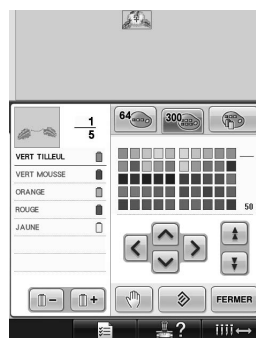 1
5
64
300
VERT TILLEUL
VERT MOUSSE
ORANGE
ROUGE
JAUNE
50
FERMER
?